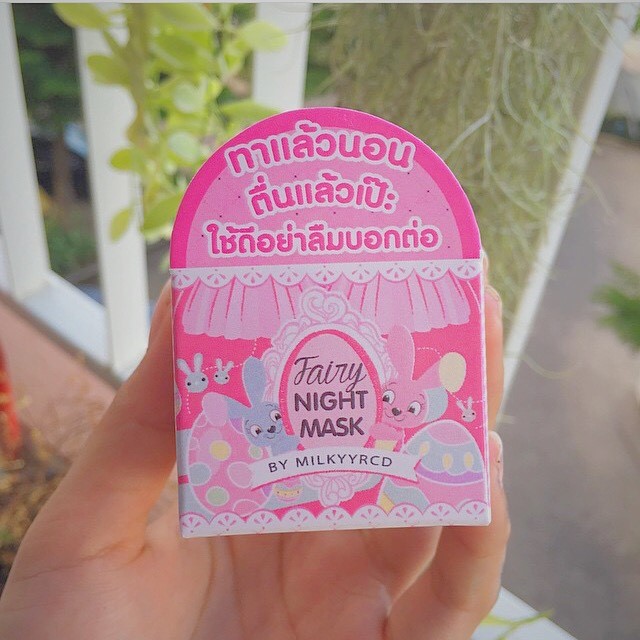 ทาแล้วนอน
ตื่นแล้วเป๊ะ
ใช้ดีอย่าลืมบอกต่อ
Fairy
NIGHT
MASK
BY MILKYYRCD